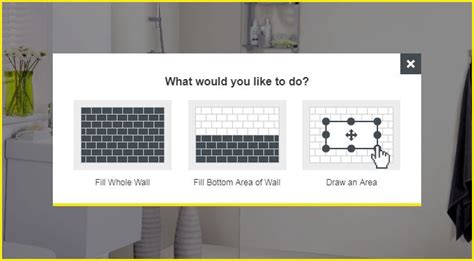 What would you like to do?
Fill Whole Wall
Fill Bottom Area of Wall
Draw an Area